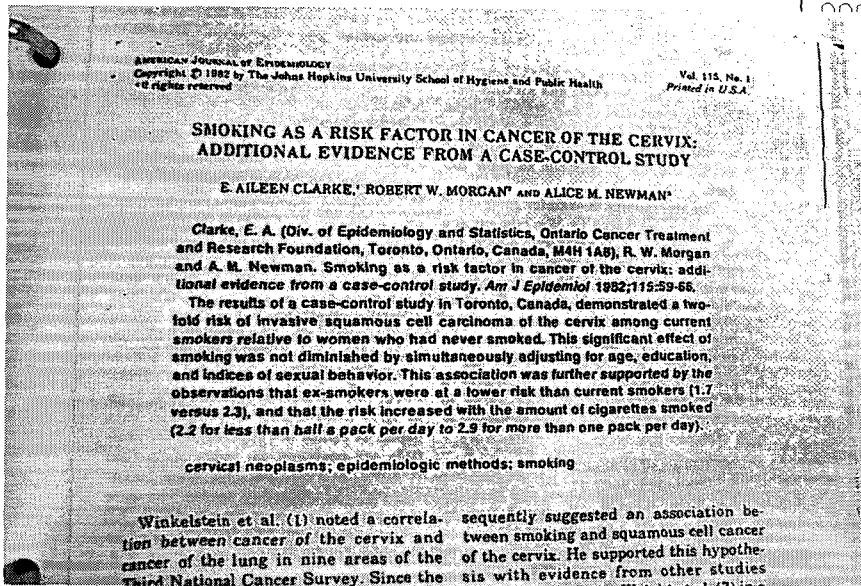 AMERICAN JOURNAL OF EPIDEMIOLOGY
Copyright © 1982 by The Johns Hopkins University School of Hygiene and Public Health
All rights reserved
Vol. 115, No. 1
Printed in U.S.A.
SMOKING AS A RISK FACTOR IN CANCER OF THE CERVIX:
ADDITIONAL EVIDENCE FROM A CASE-CONTROL STUDY
E. AILEEN CLARKE,¹ ROBERT W. MORGAN² AND ALICE M. NEWMAN¹
Clarke, E. A. (Div. of Epidemiology and Statistics, Ontario Cancer Treatment
and Research Foundation, Toronto, Ontario, Canada, M4H 1A8), R. W. Morgan
and A. M. Newman. Smoking as a risk factor in cancer of the cervix: addi-
tional evidence from a case-control study. Am J Epidemiol 1982;115:59-66.
The results of a case-control study in Toronto, Canada, demonstrated a two-
fold risk of invasive squamous cell carcinoma of the cervix among current
smokers relative to women who had never smoked. This significant effect of
smoking was not diminished by simultaneously adjusting for age, education,
and indices of sexual behavior. This association was further supported by the
observations that ex-smokers were at a lower risk than current smokers (1.7
versus 2.3), and that the risk increased with the amount of cigarettes smoked
(2.2 for less than half a pack per day to 2.9 for more than one pack per day).
cervical neoplasms; epidemiologic methods; smoking
Winkelstein et al. (1) noted a correla-
tion between cancer of the cervix and
cancer of the lung in nine areas of the
Third National Cancer Survey. Since the
sequently suggested an association be-
tween smoking and squamous cell cancer
of the cervix. He supported this hypothe-
sis with evidence from other studies